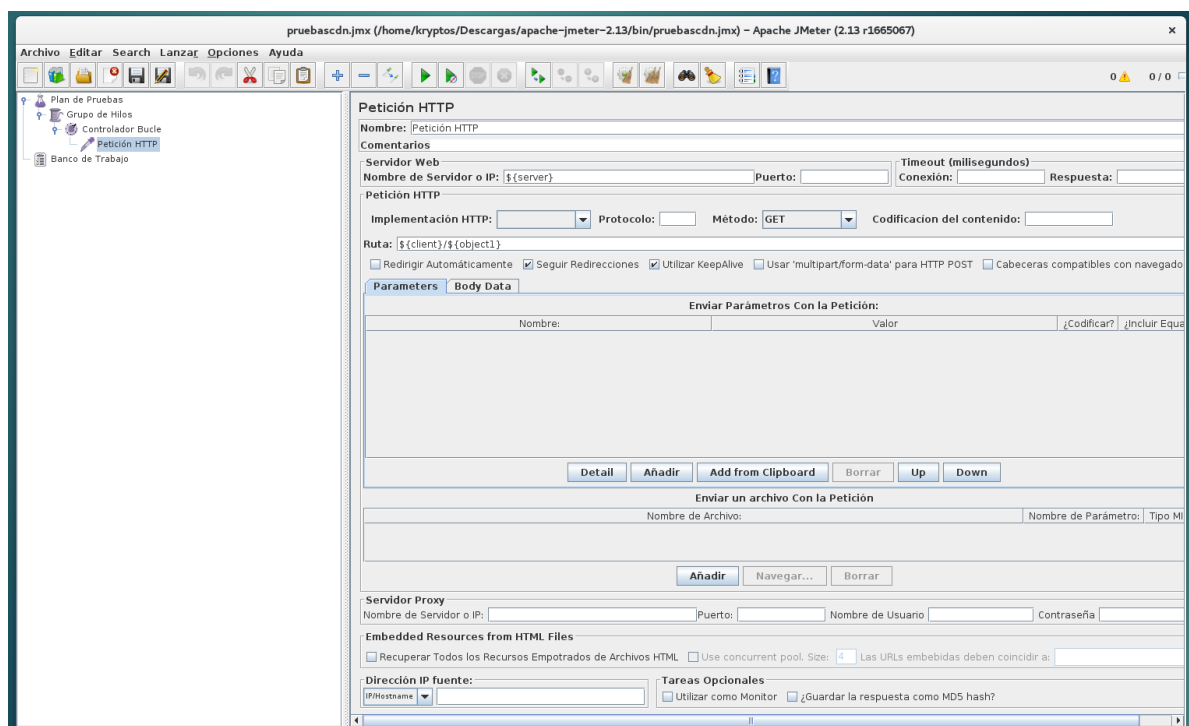 pruebascdn.jmx (/home/kryptos/Descargas/apache-jmeter-2.13/bin/pruebascdn.jmx) – Apache JMeter (2.13 r1665067)
Archivo Editar Search Lanzar Opciones Ayuda
0 0 / 0
Plan de Pruebas
Grupo de Hilos
Controlador Bucle
Petición HTTP
Banco de Trabajo
Petición HTTP
Nombre: Petición HTTP
Comentarios
Servidor Web
Timeout (milisegundos)
Nombre de Servidor o IP: ${server} Puerto: Conexión: Respuesta:
Petición HTTP
Implementación HTTP: Protocolo: Método: GET Codificacion del contenido:
Ruta: ${client}/${object1}
Redirigir Automáticamente Seguir Redirecciones Utilizar KeepAlive Usar 'multipart/form-data' para HTTP POST Cabeceras compatibles con navegado
Parameters Body Data
Enviar Parámetros Con la Petición:
Nombre: Valor ¿Codificar? ¿Incluir Equa
Detail Añadir Add from Clipboard Borrar Up Down
Enviar un archivo Con la Petición
Nombre de Archivo: Nombre de Parámetro: Tipo MI
Añadir Navegar... Borrar
Servidor Proxy
Nombre de Servidor o IP: Puerto: Nombre de Usuario Contraseña
Embedded Resources from HTML Files
Recuperar Todos los Recursos Empotrados de Archivos HTML Use concurrent pool. Size: 4 Las URLs embebidas deben coincidir a:
Dirección IP fuente: Tareas Opcionales
IP/Hostname Utilizar como Monitor ¿Guardar la respuesta como MD5 hash?